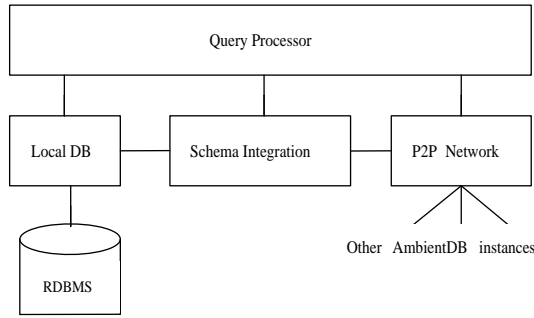 Query Processor
Local DB
Schema Integration
P2P Network
Other AmbientDB instances
RDBMS